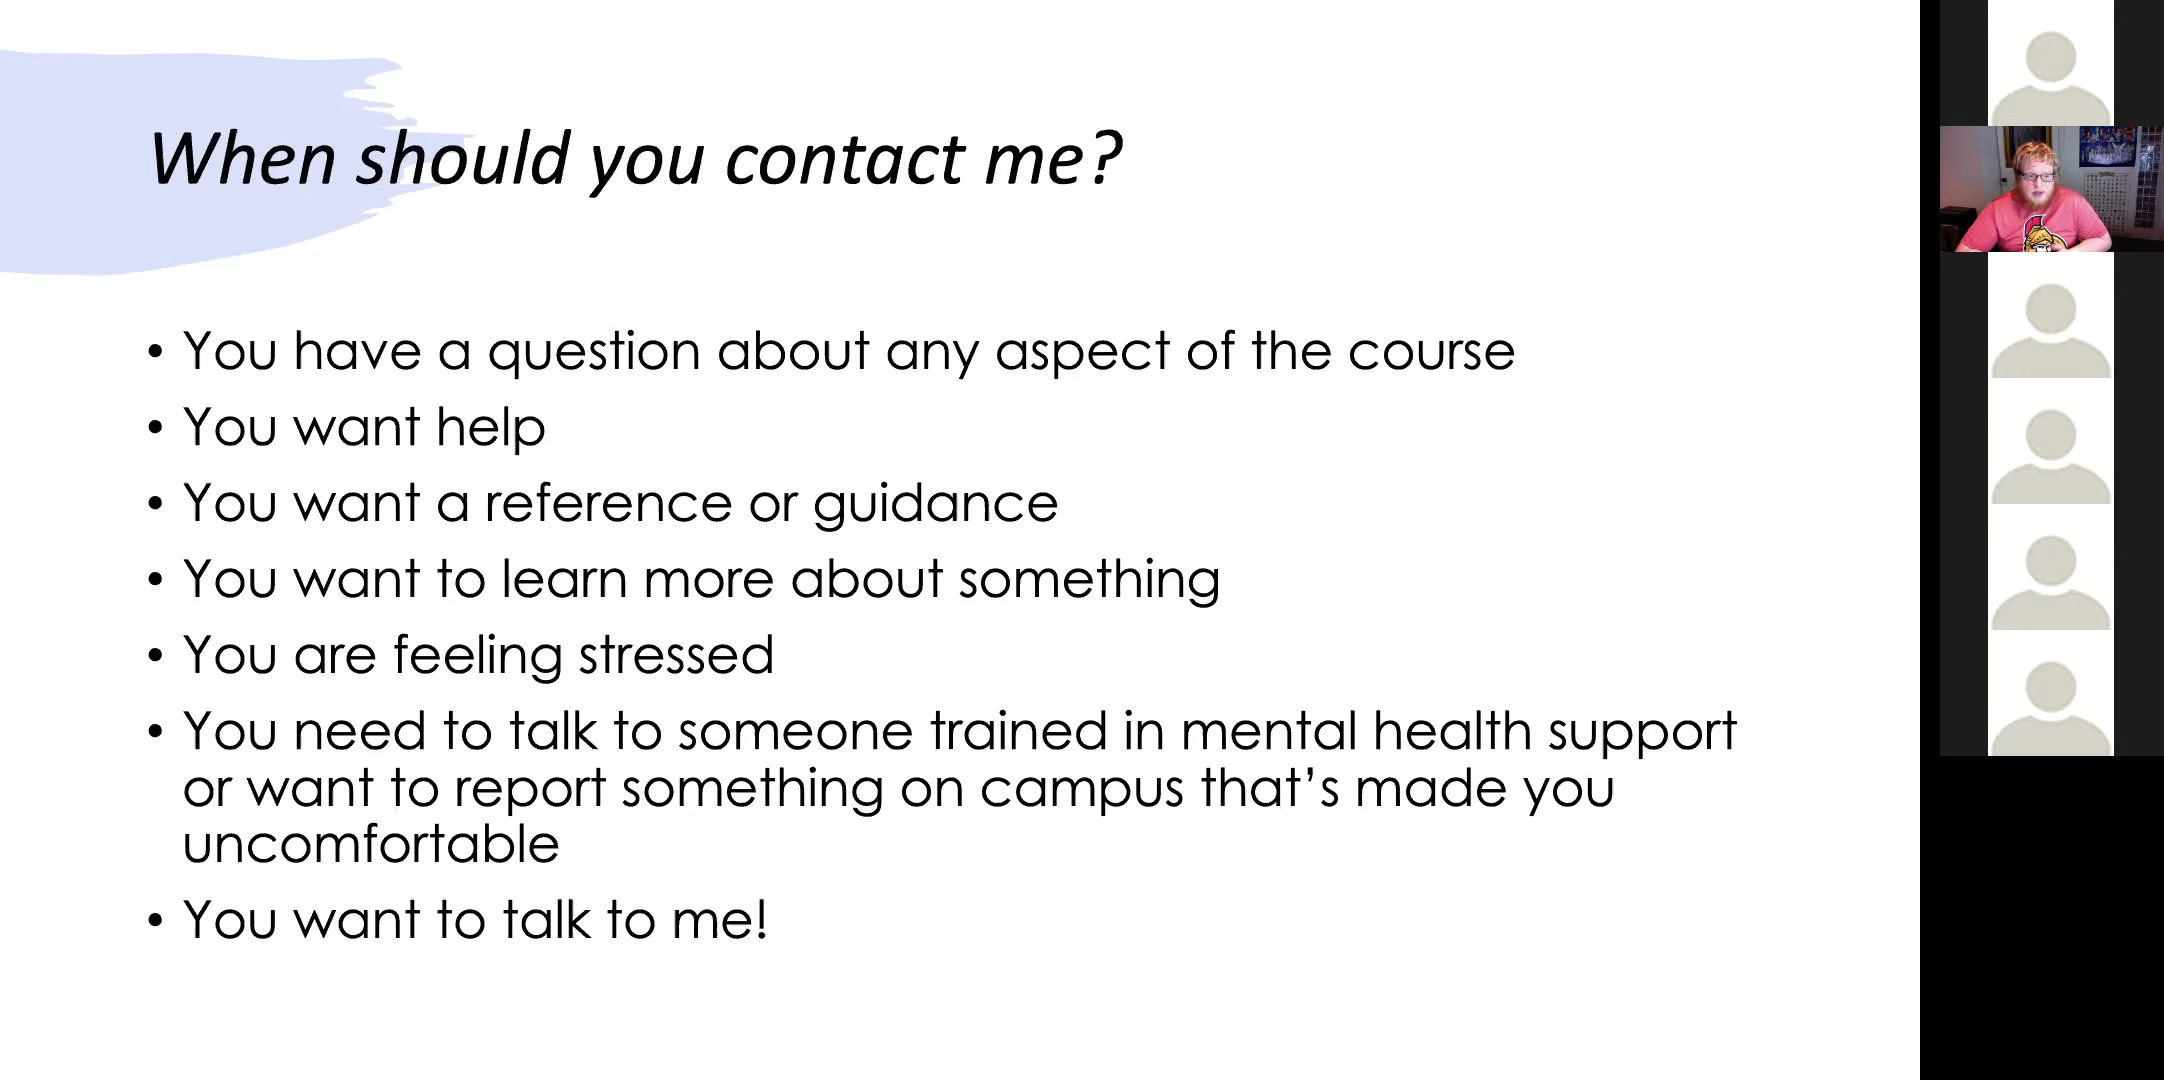 When should you contact me?
• You have a question about any aspect of the course
• You want help
• You want a reference or guidance
• You want to learn more about something
• You are feeling stressed
• You need to talk to someone trained in mental health support
or want to report something on campus that’s made you
uncomfortable
• You want to talk to me!